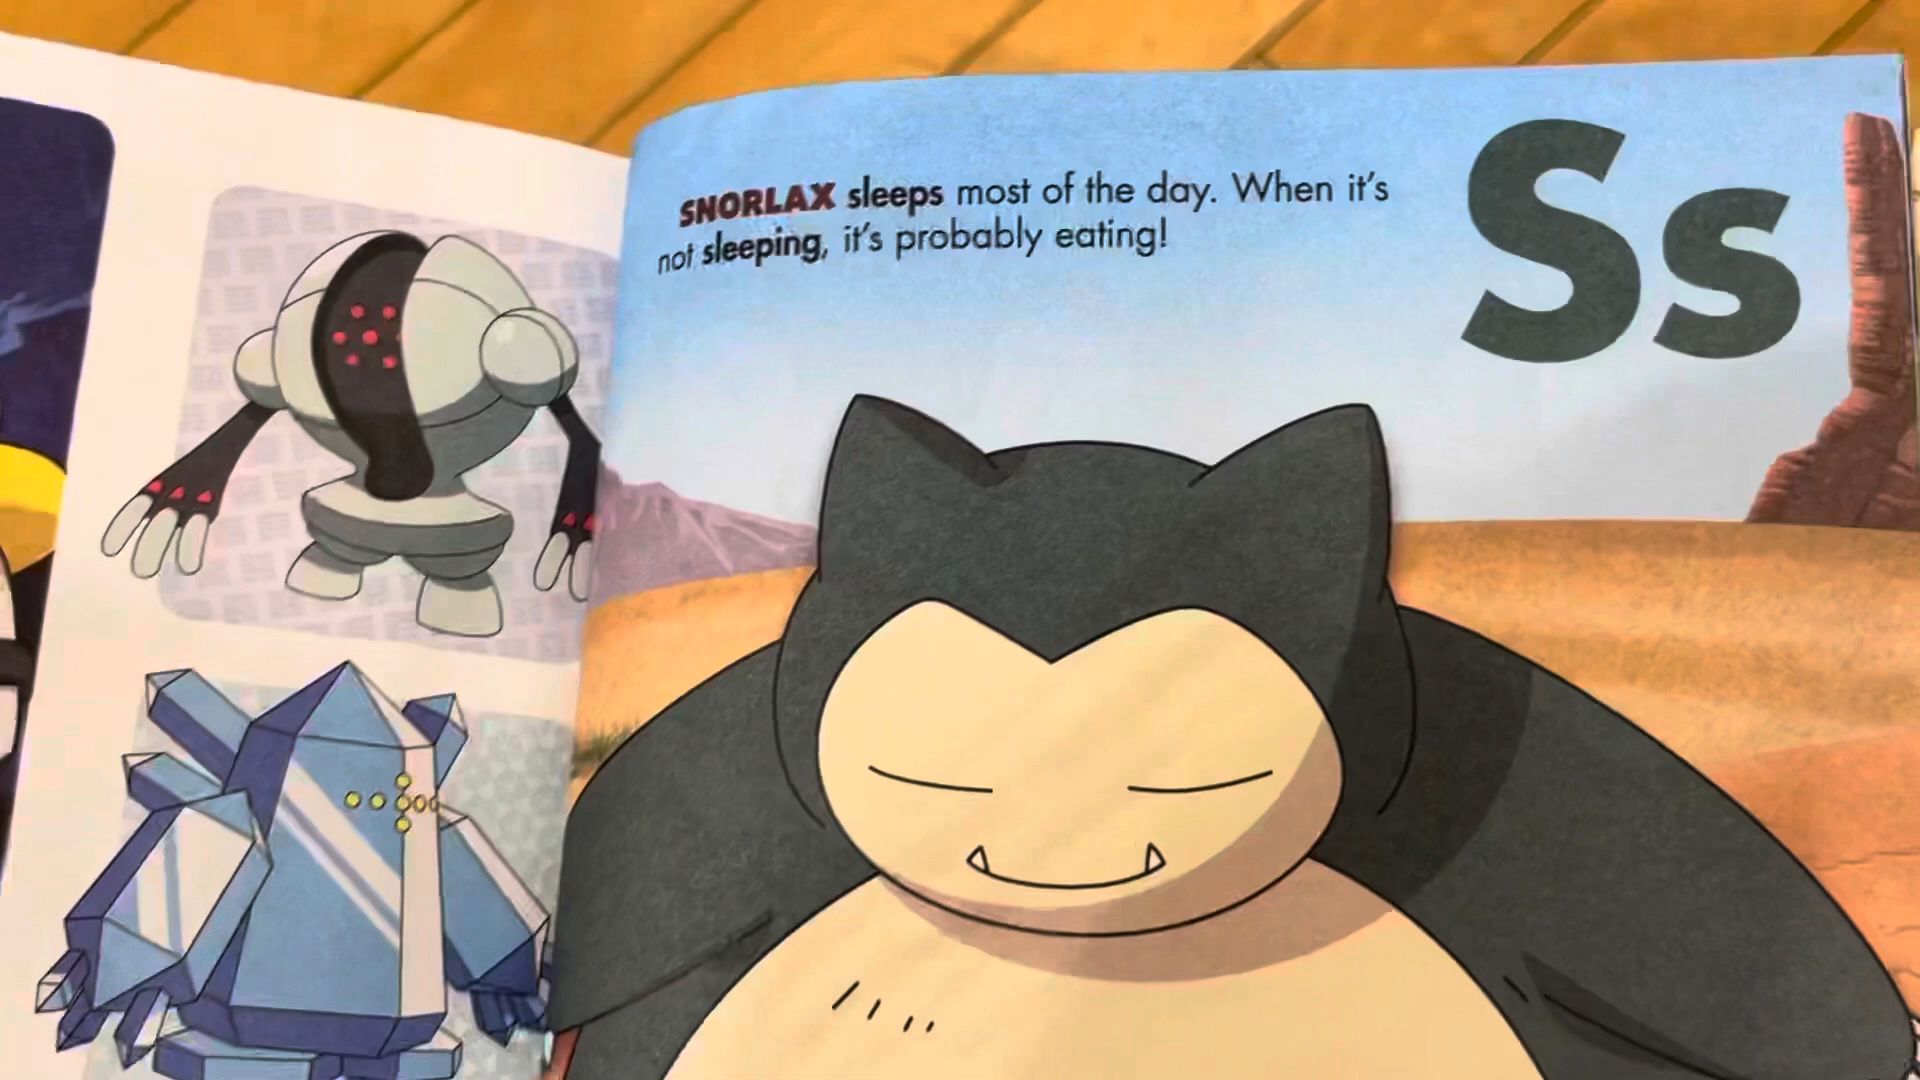 Ss
SNORLAX sleeps most of the day. When it's
not sleeping, it's probably eating!